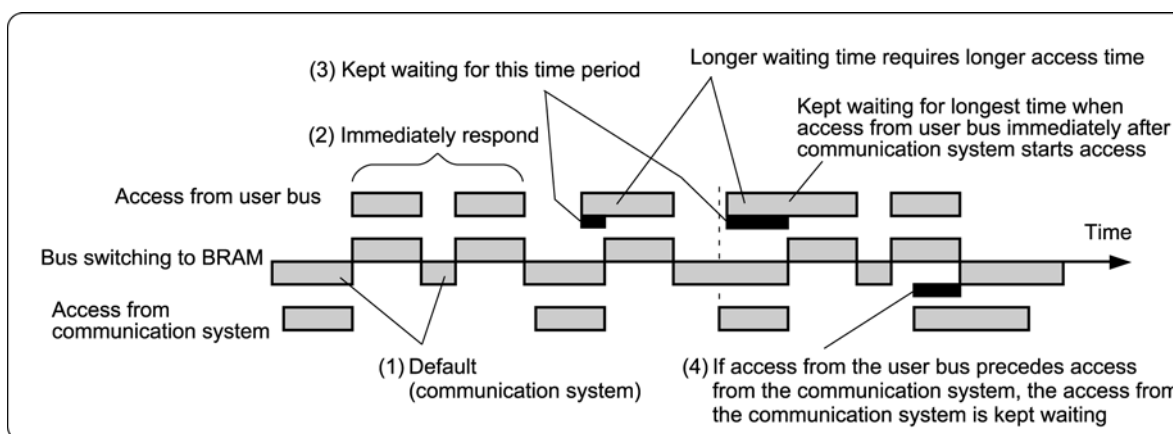 (3) Kept waiting for this time period
Longer waiting time requires longer access time
Kept waiting for longest time when
access from user bus immediately after
communication system starts access
(2) Immediately respond
Access from user bus
Time
Bus switching to BRAM
Access from
communication system
(1) Default
(communication system)
(4) If access from the user bus precedes access
from the communication system, the access from
the communication system is kept waiting